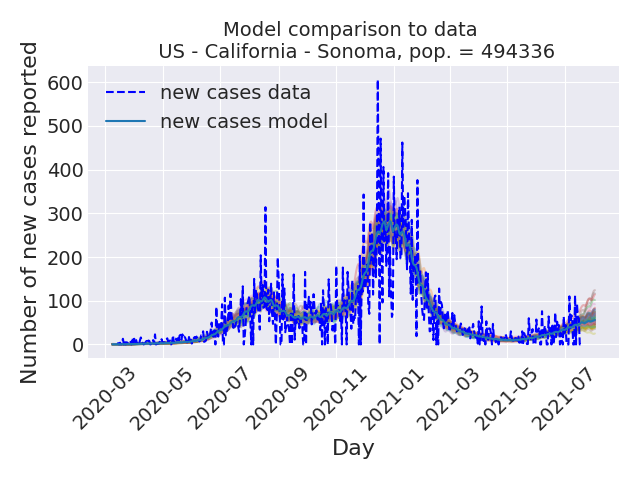 Model comparison to data
US - California - Sonoma, pop. = 494336
Number of new cases reported
600
500
400
300
200
100
0
new cases data
new cases model
2020-03
2020-05
2020-07
2020-09
2020-11
2021-01
2021-03
2021-05
2021-07
Day